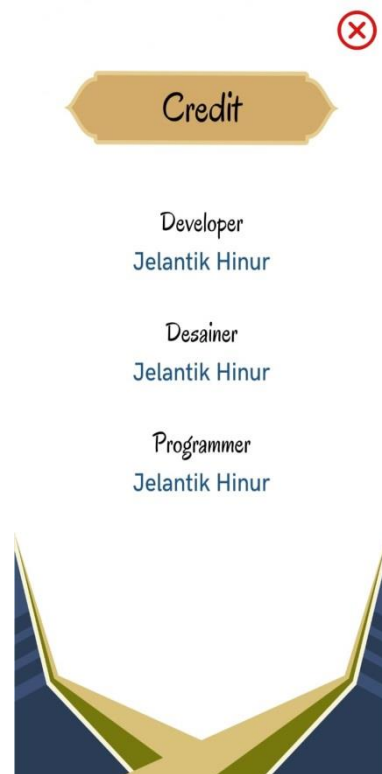 Credit
Developer
Jelantik Hinur
Desainer
Jelantik Hinur
Programmer
Jelantik Hinur